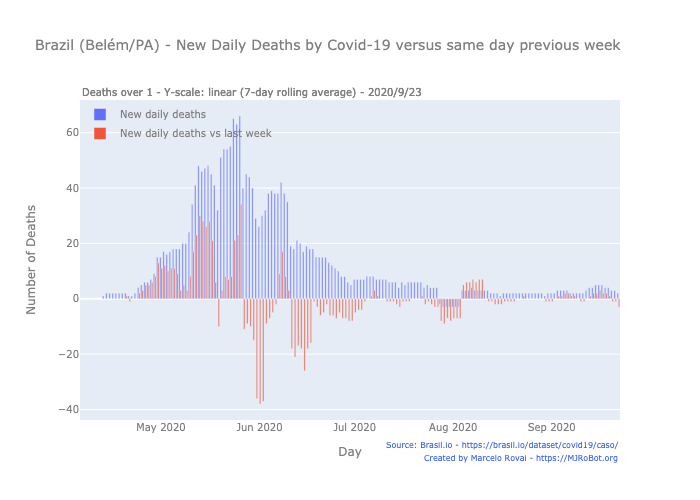 Brazil (Belém/PA) - New Daily Deaths by Covid-19 versus same day previous week
Deaths over 1 - Y-scale: linear (7-day rolling average) - 2020/9/23
New daily deaths
New daily deaths vs last week
60
40
20
0
−20
−40
Number of Deaths
May 2020 Jun 2020 Jul 2020 Aug 2020 Sep 2020
Day
Source: Brasil.io - https://brasil.io/dataset/covid19/caso/
Created by Marcelo Rovai - https://MJRoBot.org